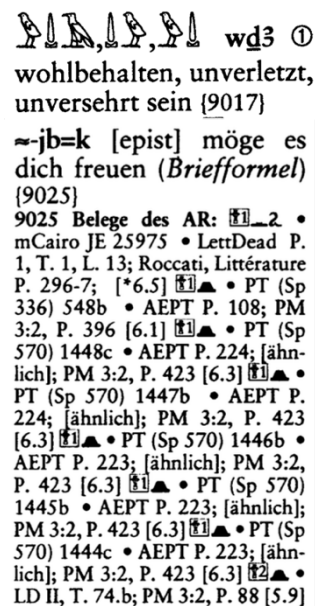 wḏ3 ①
wohlbehalten, unverletzt,
unversehrt sein {9017}
≈-jb=k [epist] möge es
dich freuen (Briefformel)
{9025}
9025 Belege des AR: •
mCairo JE 25975 • LettDead P.
1, T. 1, L. 13; Roccati, Littérature
P. 296-7; [*6.5] • PT (Sp
336) 548b • AEPT P. 108; PM
3:2, P. 396 [6.1] • PT (Sp
570) 1448c • AEPT P. 224; [ähn-
lich]; PM 3:2, P. 423 [6.3] •
PT (Sp 570) 1447b • AEPT P.
224; [ähnlich]; PM 3:2, P. 423
[6.3] • PT (Sp 570) 1446b •
AEPT P. 223; [ähnlich]; PM 3:2,
P. 423 [6.3] • PT (Sp 570)
1445b • AEPT P. 223; [ähnlich];
PM 3:2, P. 423 [6.3] • PT (Sp
570) 1444c • AEPT P. 223; [ähn-
lich]; PM 3:2, P. 423 [6.3] •
LD II, T. 74.b; PM 3:2, P. 88 [5.9]